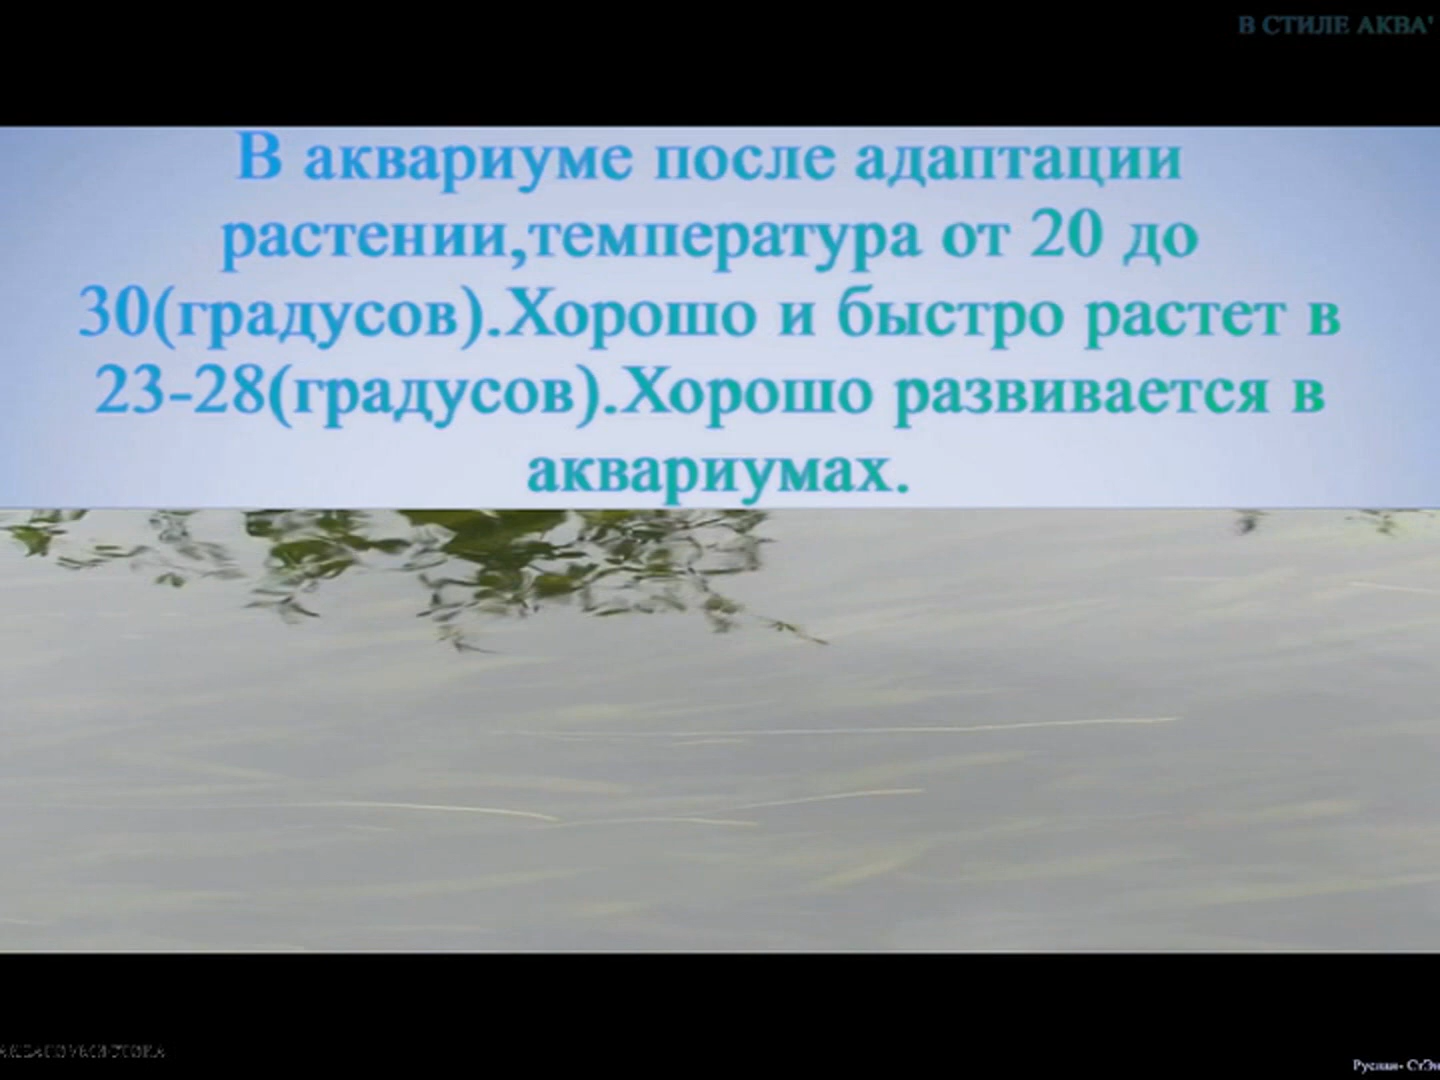 В СТИЛЕ АКВА'
В аквариуме после адаптации
растении,температура от 20 до
30(градусов).Хорошо и быстро растет в
23-28(градусов).Хорошо развивается в
аквариумах.
Руслан-